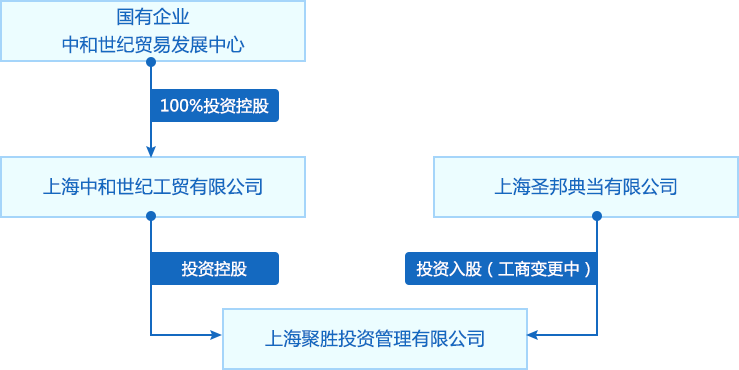 国有企业
中和世纪贸易发展中心
100%投资控股
上海中和世纪工贸有限公司
上海圣邦典当有限公司
投资控股
投资入股（工商变更中）
上海聚胜投资管理有限公司